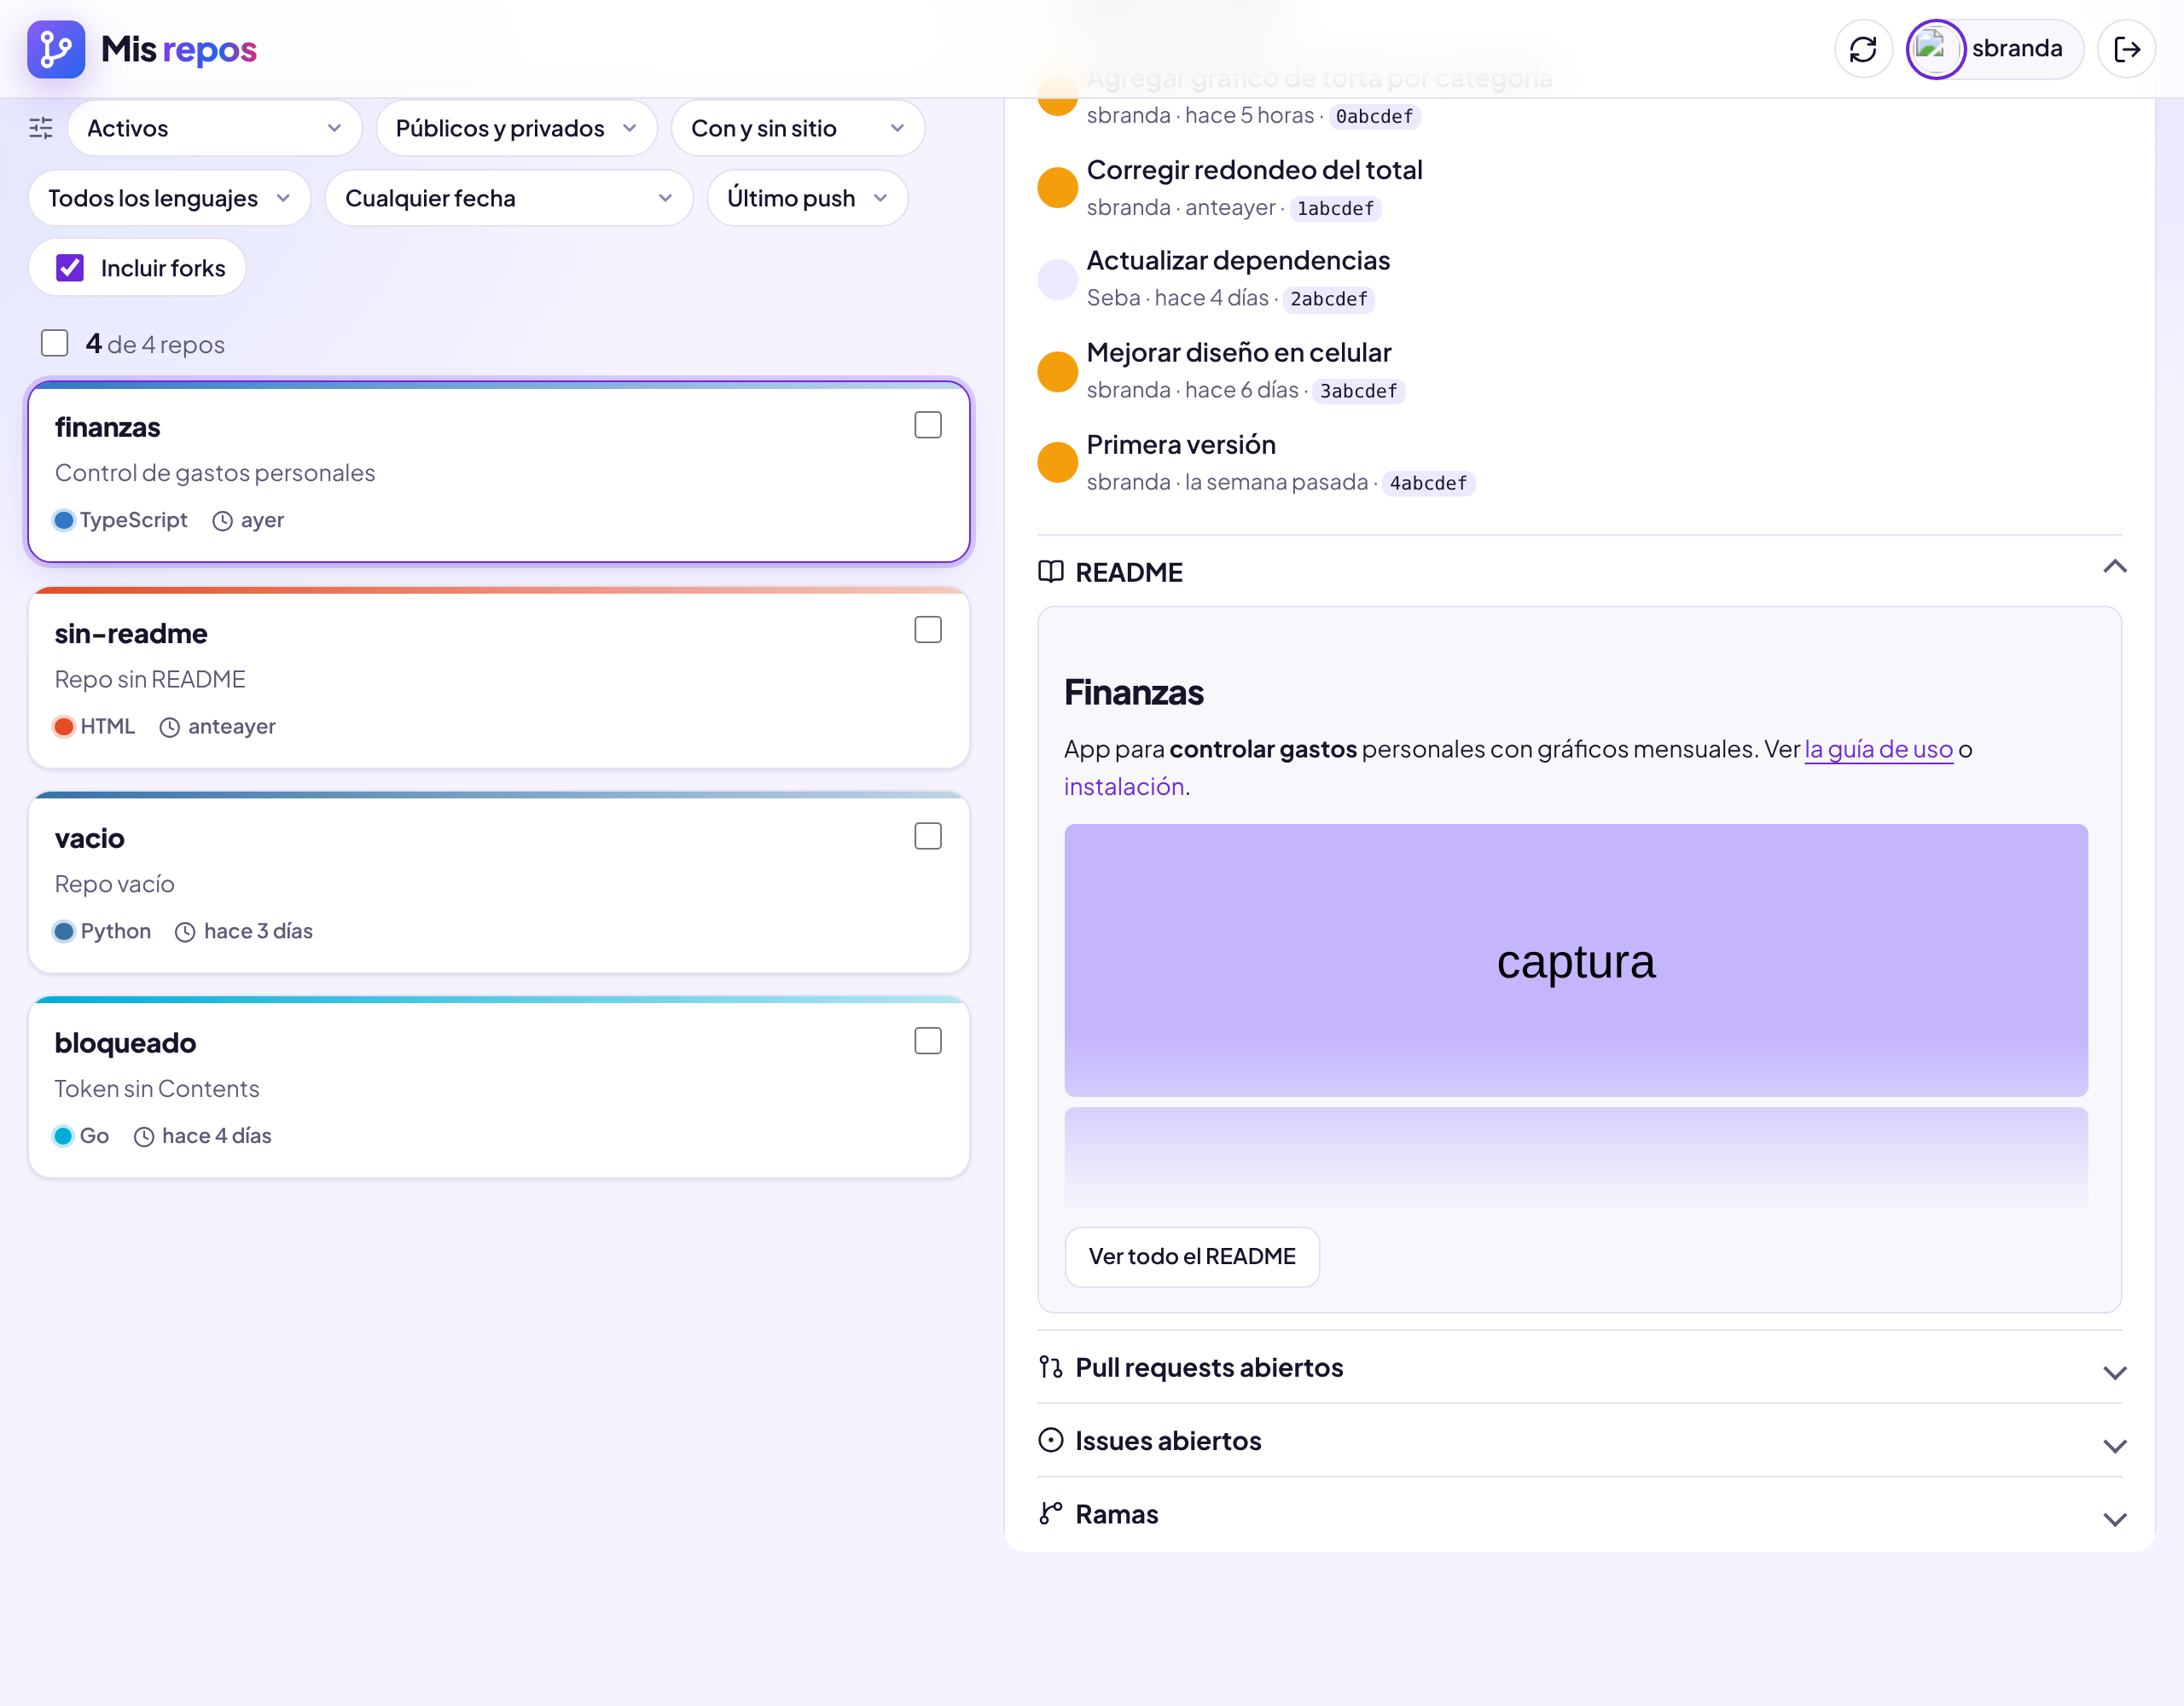 Mis repos
sbranda
Activos
Públicos y privados
Con y sin sitio
Todos los lenguajes
Cualquier fecha
Último push
Incluir forks
4 de 4 repos
finanzas
Control de gastos personales
TypeScript
ayer
sin-readme
Repo sin README
HTML
anteayer
vacio
Repo vacío
Python
hace 3 días
bloqueado
Token sin Contents
Go
hace 4 días
Agregar gráfico de torta por categoría
sbranda · hace 5 horas · 0abcdef
Corregir redondeo del total
sbranda · anteayer · 1abcdef
Actualizar dependencias
Seba · hace 4 días · 2abcdef
Mejorar diseño en celular
sbranda · hace 6 días · 3abcdef
Primera versión
sbranda · la semana pasada · 4abcdef
README
Finanzas
App para controlar gastos personales con gráficos mensuales. Ver la guía de uso o
instalación.
captura
Ver todo el README
Pull requests abiertos
Issues abiertos
Ramas